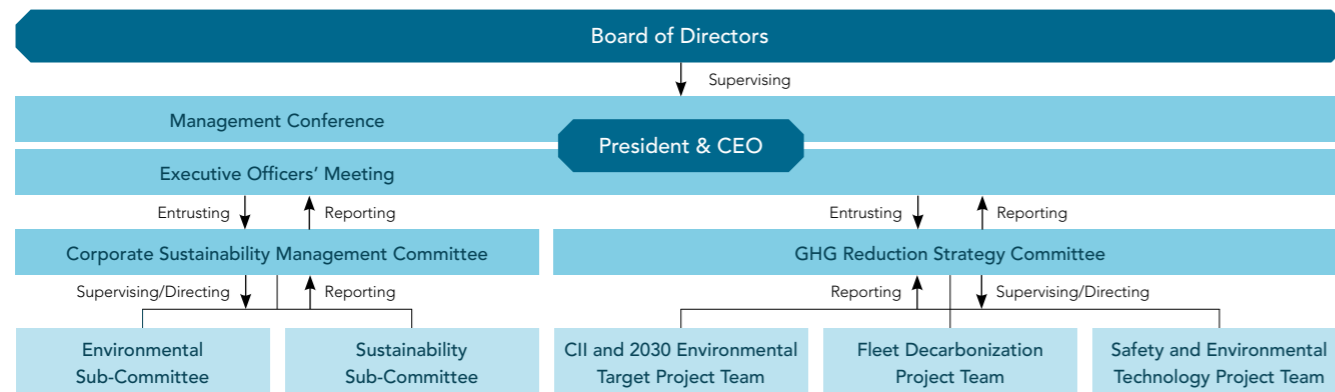 Board of Directors
Supervising
Management Conference
President & CEO
Executive Officers’ Meeting
Entrusting
Reporting
Entrusting
Reporting
Corporate Sustainability Management Committee
GHG Reduction Strategy Committee
Supervising/Directing
Reporting
Reporting
Supervising/Directing
Environmental
Sub-Committee
Sustainability
Sub-Committee
CII and 2030 Environmental
Target Project Team
Fleet Decarbonization
Project Team
Safety and Environmental
Technology Project Team